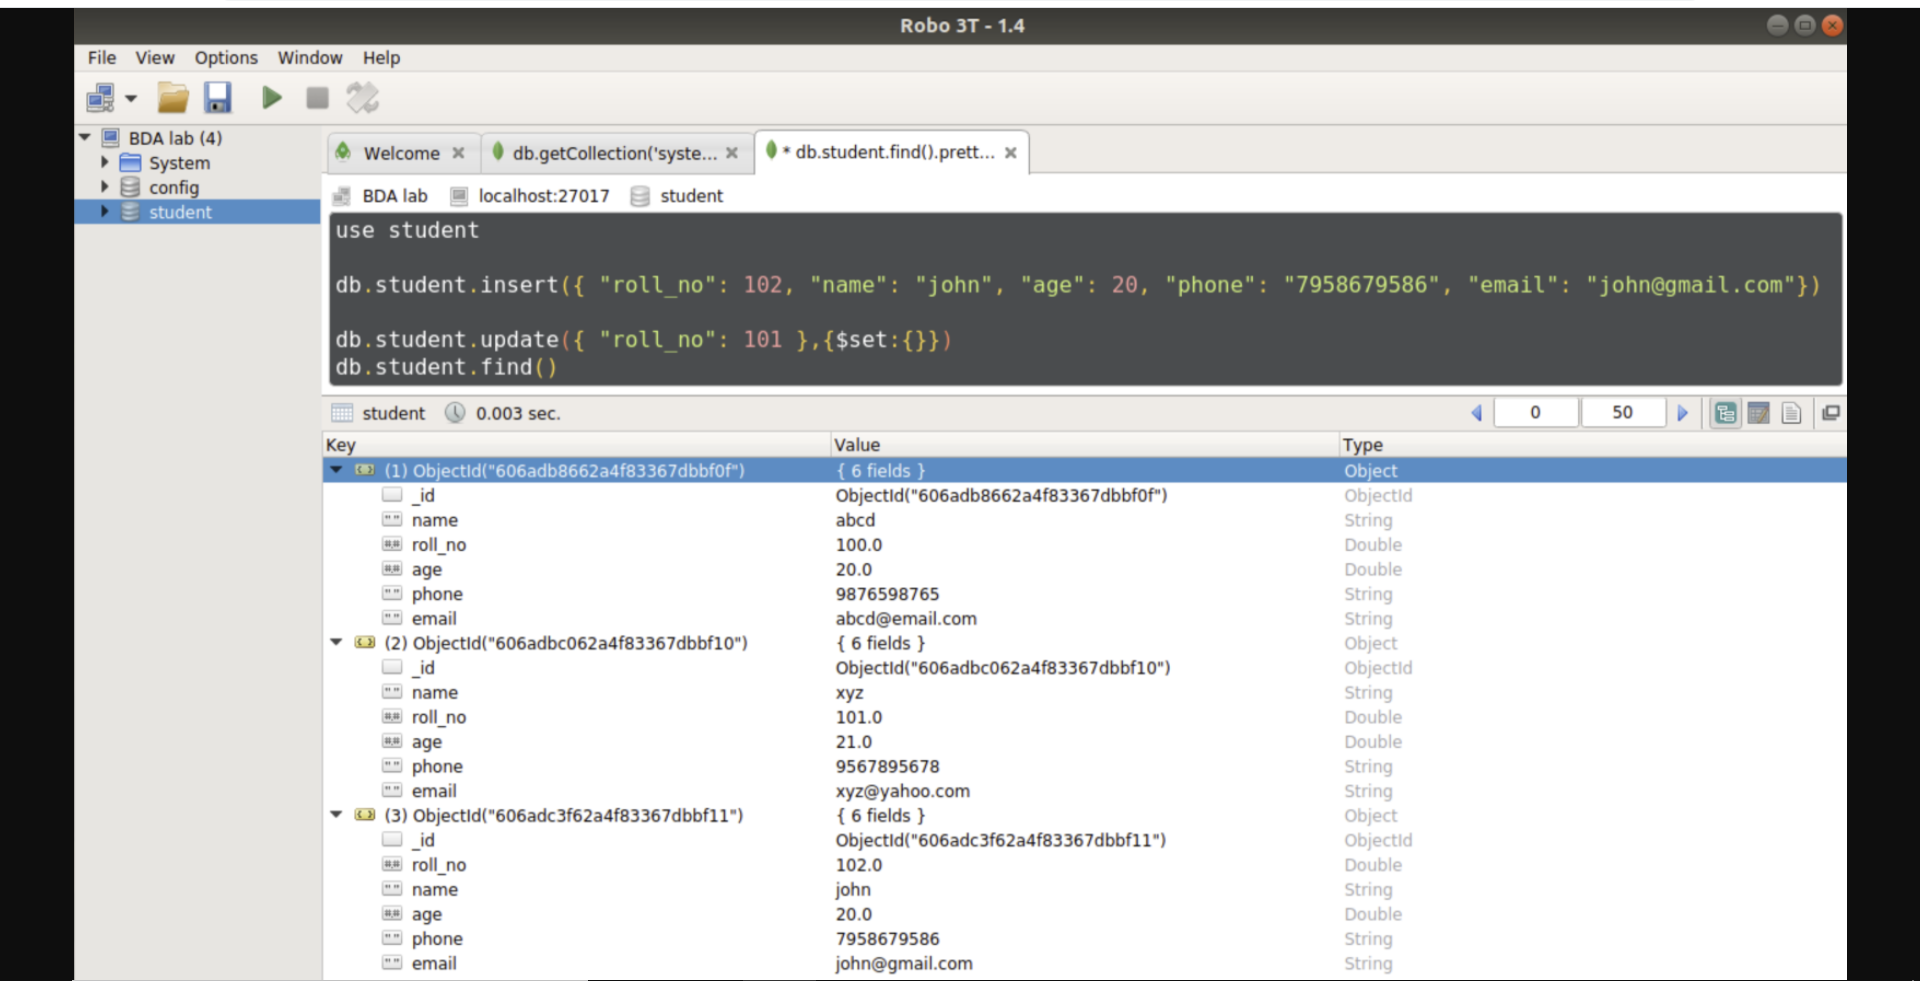 Robo 3T - 1.4
File View Options Window Help
BDA lab (4)
System
config
student
Welcome
db.getCollection('syste...
* db.student.find().prett...
BDA lab localhost:27017 student
use student
db.student.insert({ "roll_no": 102, "name": "john", "age": 20, "phone": "7958679586", "email": "john@gmail.com"})
db.student.update({ "roll_no": 101 },{$set:{}})
db.student.find()
student 0.003 sec. 0 50
Key Value Type
(1) ObjectId("606adb8662a4f83367dbbf0f") { 6 fields } Object
_id ObjectId("606adb8662a4f83367dbbf0f") ObjectId
name abcd String
roll_no 100.0 Double
age 20.0 Double
phone 9876598765 String
email abcd@email.com String
(2) ObjectId("606adbc062a4f83367dbbf10") { 6 fields } Object
_id ObjectId("606adbc062a4f83367dbbf10") ObjectId
name xyz String
roll_no 101.0 Double
age 21.0 Double
phone 9567895678 String
email xyz@yahoo.com String
(3) ObjectId("606adc3f62a4f83367dbbf11") { 6 fields } Object
_id ObjectId("606adc3f62a4f83367dbbf11") ObjectId
roll_no 102.0 Double
name john String
age 20.0 Double
phone 7958679586 String
email john@gmail.com String